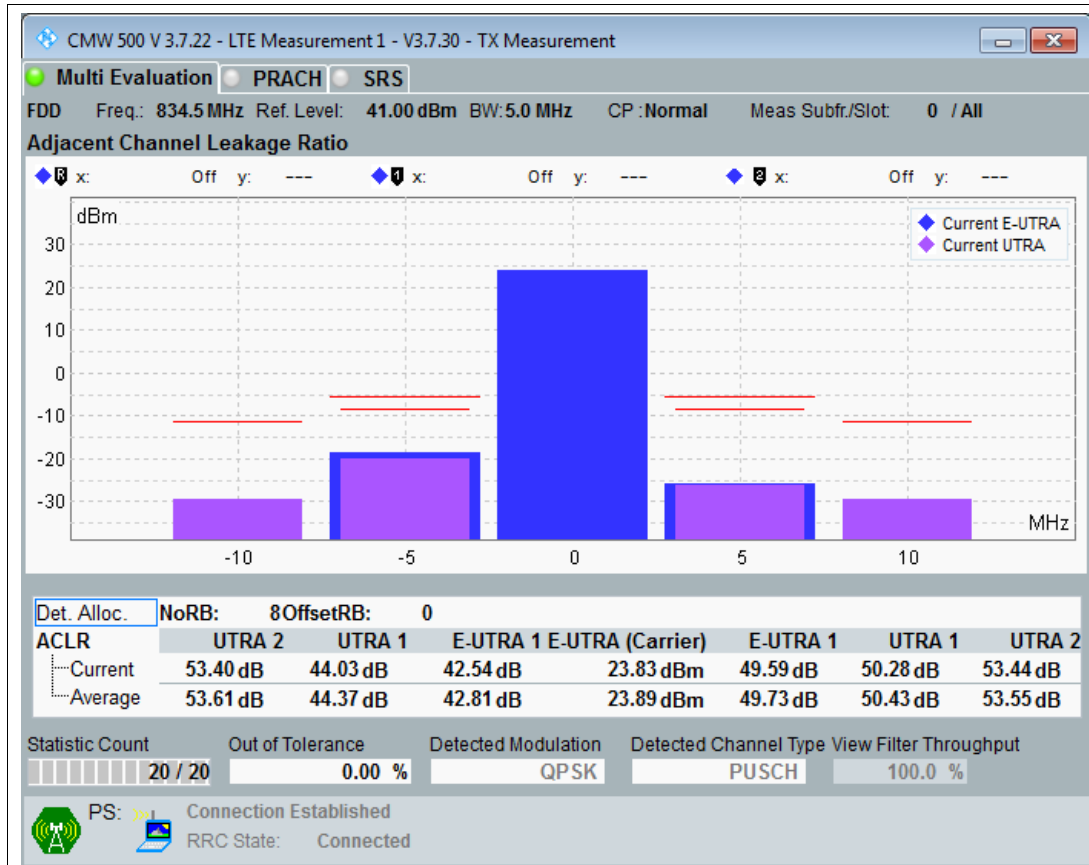 CMW 500 V 3.7.22 - LTE Measurement 1 - V3.7.30 - TX Measurement
Multi Evaluation PRACH SRS
FDD Freq.: 834.5 MHz Ref. Level: 41.00 dBm BW: 5.0 MHz CP : Normal Meas Subfr./Slot: 0 / All
Adjacent Channel Leakage Ratio
R x: Off y: --- 1 x: Off y: --- 2 x: Off y: ---
dBm
Current E-UTRA
Current UTRA
30
20
10
0
-10
-20
-30
MHz
-10 -5 0 5 10
Det. Alloc. NoRB: 8 OffsetRB: 0
ACLR UTRA 2 UTRA 1 E-UTRA 1 E-UTRA (Carrier) E-UTRA 1 UTRA 1 UTRA 2
Current 53.40 dB 44.03 dB 42.54 dB 23.83 dBm 49.59 dB 50.28 dB 53.44 dB
Average 53.61 dB 44.37 dB 42.81 dB 23.89 dBm 49.73 dB 50.43 dB 53.55 dB
Statistic Count Out of Tolerance Detected Modulation Detected Channel Type View Filter Throughput
20 / 20 0.00 % QPSK PUSCH 100.0 %
PS: Connection Established
RRC State: Connected